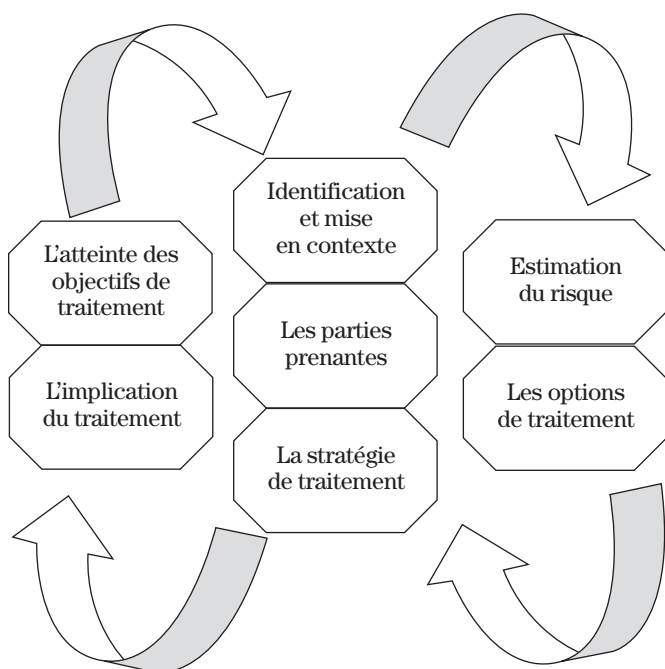 Identification
et mise
en contexte
L'atteinte des
objectifs de
traitement
Estimation
du risque
Les parties
prenantes
L'implication
du traitement
Les options
de traitement
La stratégie
de traitement